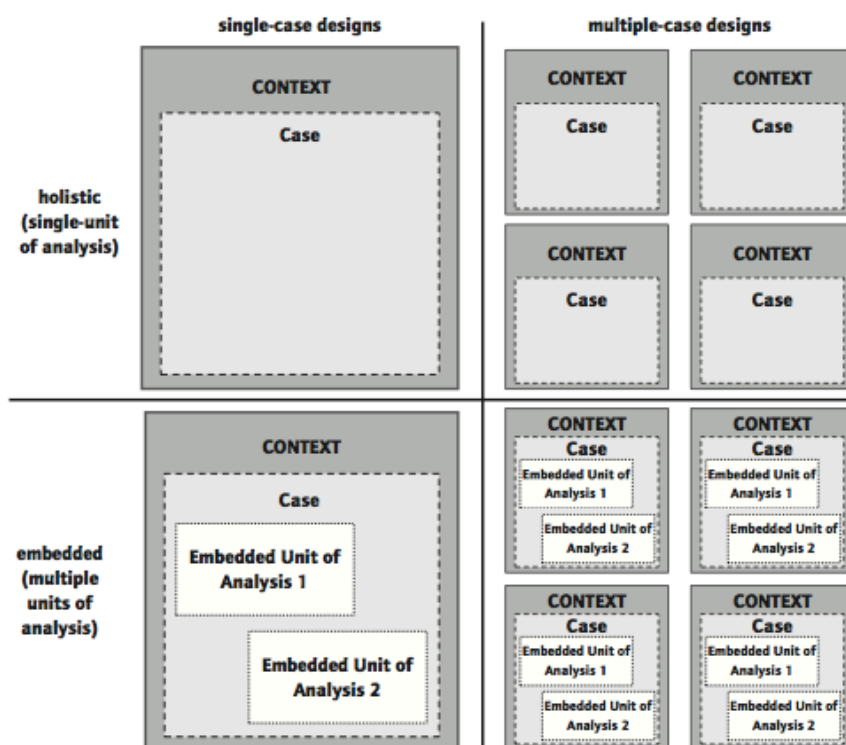 single-case designs
multiple-case designs
CONTEXT
Case
holistic
(single-unit
of analysis)
CONTEXT
Case
CONTEXT
Case
CONTEXT
Case
CONTEXT
Case
embedded
(multiple
units of
analysis)
CONTEXT
Case
Embedded Unit of
Analysis 1
Embedded Unit of
Analysis 2
CONTEXT
Case
Embedded Unit of
Analysis 1
Embedded Unit of
Analysis 2
CONTEXT
Case
Embedded Unit of
Analysis 1
Embedded Unit of
Analysis 2
CONTEXT
Case
Embedded Unit of
Analysis 1
Embedded Unit of
Analysis 2
CONTEXT
Case
Embedded Unit of
Analysis 1
Embedded Unit of
Analysis 2